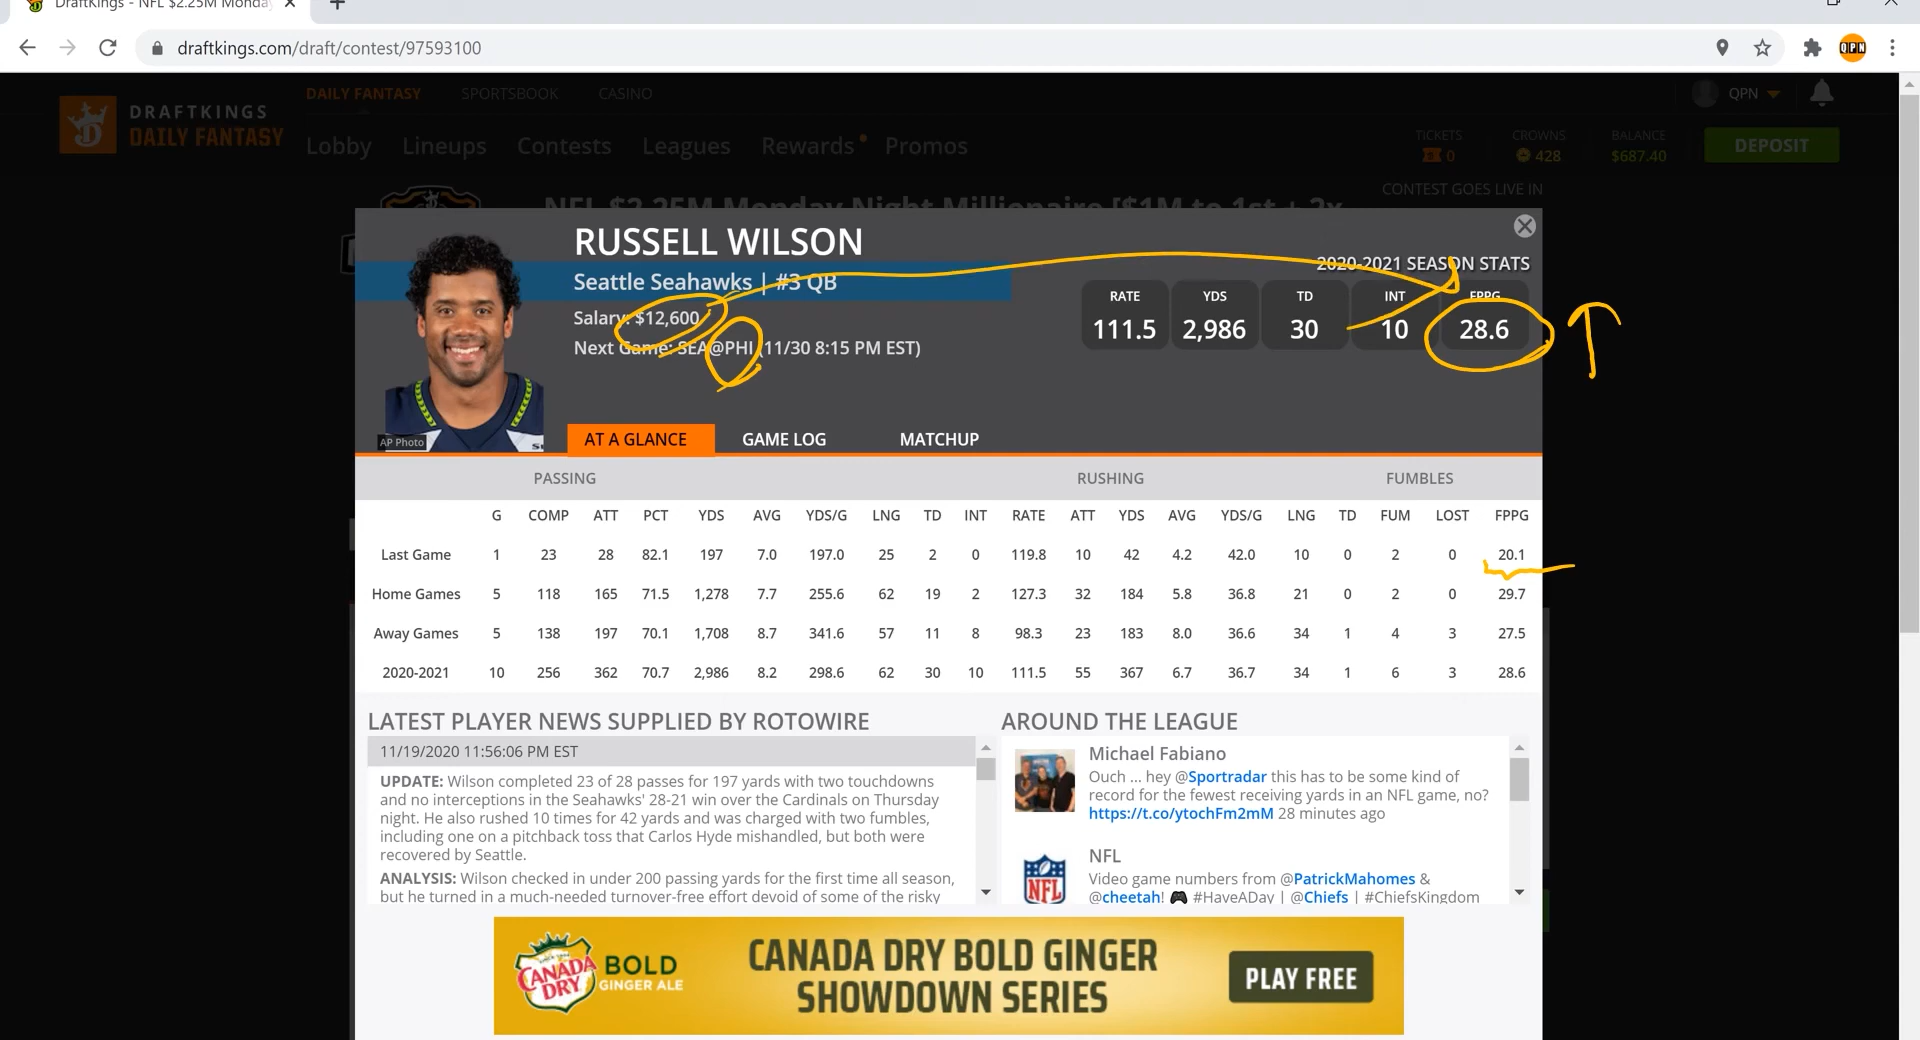 DraftKings - NFL $2.25M Monday
draftkings.com/draft/contest/97593100
QPN
DAILY FANTASY SPORTSBOOK CASINO
QPN
DRAFTKINGS
DAILY FANTASY
Lobby Lineups Contests Leagues Rewards Promos
TICKETS CROWNS BALANCE
0 428 $687.40
DEPOSIT
CONTEST GOES LIVE IN
NFL $2.25M Monday Night Millionaire [$1M to 1st + 2x
RUSSELL WILSON
Seattle Seahawks | #3 QB
Salary: $12,600
Next Game: SEA@PHI (11/30 8:15 PM EST)
2020-2021 SEASON STATS
RATE YDS TD INT FPPG
111.5 2,986 30 10 28.6
AP Photo
AT A GLANCE GAME LOG MATCHUP
PASSING RUSHING FUMBLES
G COMP ATT PCT YDS AVG YDS/G LNG TD INT RATE ATT YDS AVG YDS/G LNG TD FUM LOST FPPG
Last Game 1 23 28 82.1 197 7.0 197.0 25 2 0 119.8 10 42 4.2 42.0 10 0 2 0 20.1
Home Games 5 118 165 71.5 1,278 7.7 255.6 62 19 2 127.3 32 184 5.8 36.8 21 0 2 0 29.7
Away Games 5 138 197 70.1 1,708 8.7 341.6 57 11 8 98.3 23 183 8.0 36.6 34 1 4 3 27.5
2020-2021 10 256 362 70.7 2,986 8.2 298.6 62 30 10 111.5 55 367 6.7 36.7 34 1 6 3 28.6
LATEST PLAYER NEWS SUPPLIED BY ROTOWIRE
11/19/2020 11:56:06 PM EST
UPDATE: Wilson completed 23 of 28 passes for 197 yards with two touchdowns
and no interceptions in the Seahawks' 28-21 win over the Cardinals on Thursday
night. He also rushed 10 times for 42 yards and was charged with two fumbles,
including one on a pitchback toss that Carlos Hyde mishandled, but both were
recovered by Seattle.
ANALYSIS: Wilson checked in under 200 passing yards for the first time all season,
but he turned in a much-needed turnover-free effort devoid of some of the risky
AROUND THE LEAGUE
Michael Fabiano
Ouch ... hey @Sportradar this has to be some kind of
record for the fewest receiving yards in an NFL game, no?
https://t.co/ytochFm2mM 28 minutes ago
NFL
NFL
Video game numbers from @PatrickMahomes &
@cheetah! 🎮 #HaveADay | @Chiefs | #ChiefsKingdom
CANADA DRY
BOLD
GINGER ALE
CANADA DRY BOLD GINGER
SHOWDOWN SERIES
PLAY FREE